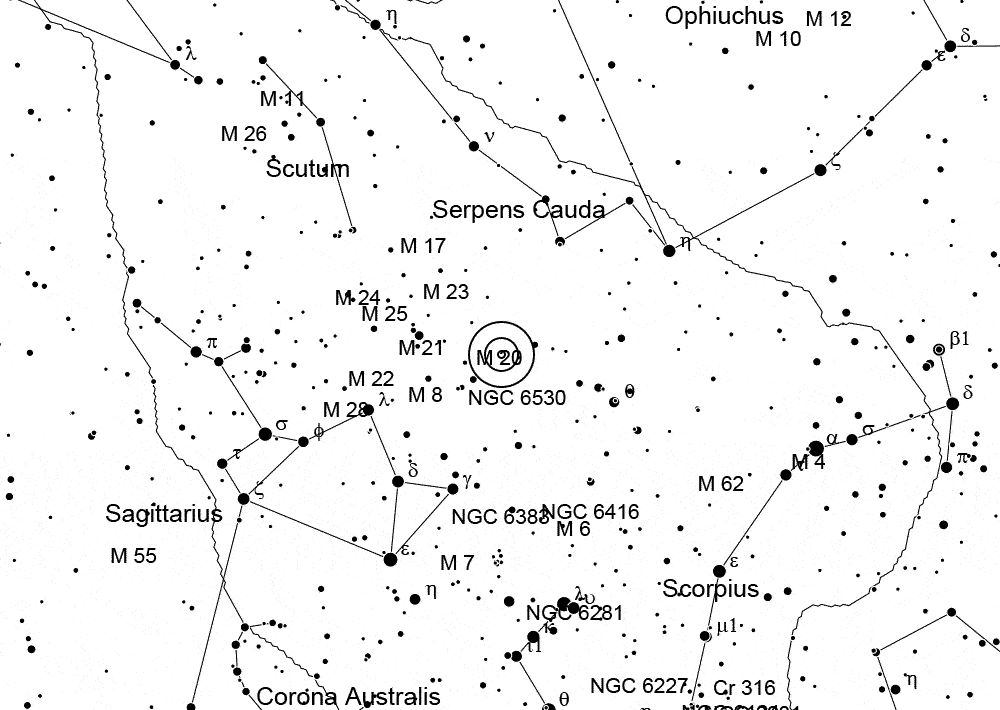 η
Ophiuchus
M 12
M 10
δ
ε
λ
M 11
M 26
ν
Scutum
ζ
Serpens Cauda
η
M 17
M 24
M 23
M 25
π
M 21
M 20
β1
M 22
M 8
NGC 6530
θ
δ
M 28
λ
σ
φ
α
σ
τ
M 4
π
δ
γ
M 62
ζ
Sagittarius
NGC 6383
NGC 6416
M 6
M 55
ε
M 7
ε
Scorpius
η
λ
υ
NGC 6281
κ
ι1
μ1
Corona Australis
θ
NGC 6227
Cr 316
η